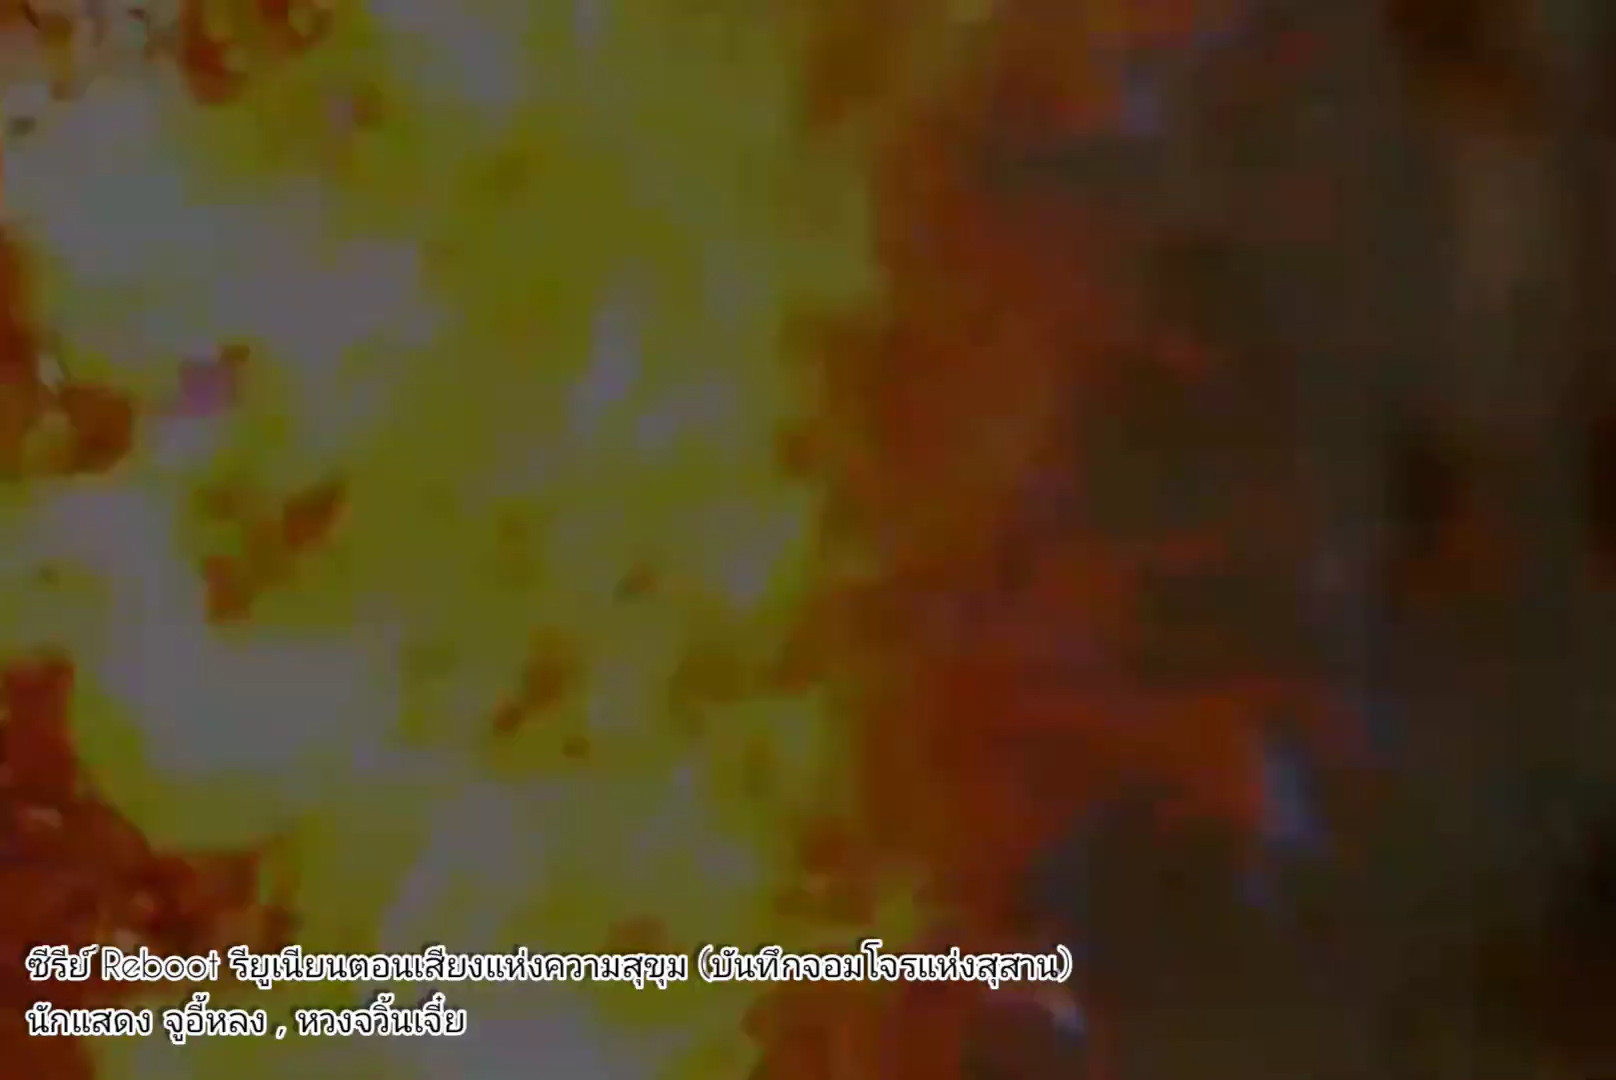 ซีรีย์ Reboot รียูเนียนตอนเสียงแห่งความสุขุม (บันทึกจอมโจรแห่งสุสาน)
นักแสดง จูอี้หลง , หวงจวิ้นเจี๋ย